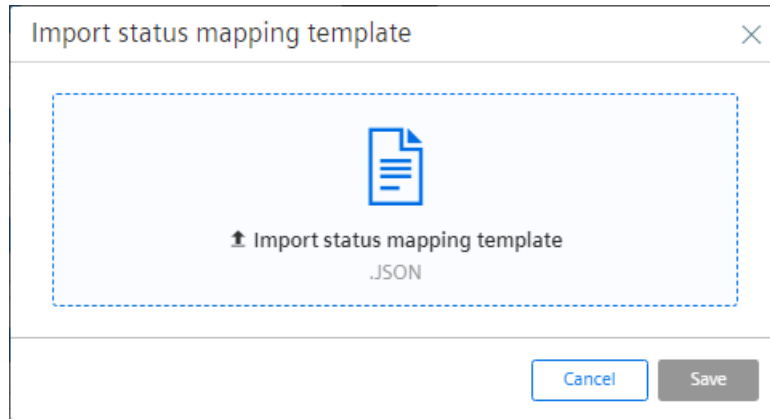 Import status mapping template
Import status mapping template
.JSON
Cancel
Save